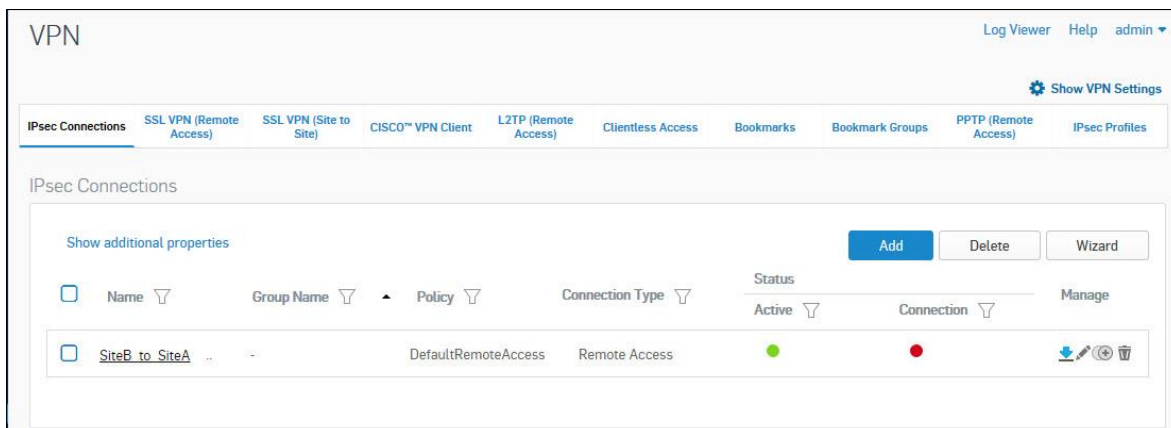 VPN
Log Viewer Help admin
Show VPN Settings
IPsec Connections
SSL VPN (Remote Access)
SSL VPN (Site to Site)
CISCO™ VPN Client
L2TP (Remote Access)
Clientless Access
Bookmarks
Bookmark Groups
PPTP (Remote Access)
IPsec Profiles
IPsec Connections
Show additional properties
Add Delete Wizard
Name Group Name Policy Connection Type Status Manage
Active Connection
SiteB_to_SiteA .. - DefaultRemoteAccess Remote Access